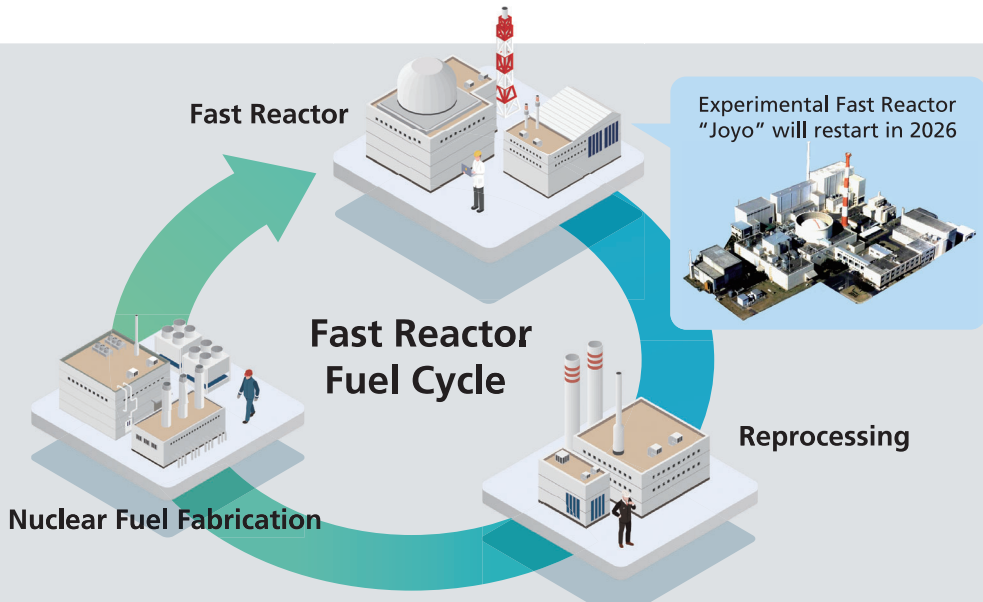 Fast Reactor
Experimental Fast Reactor
“Joyo” will restart in 2026
Fast Reactor
Fuel Cycle
Reprocessing
Nuclear Fuel Fabrication